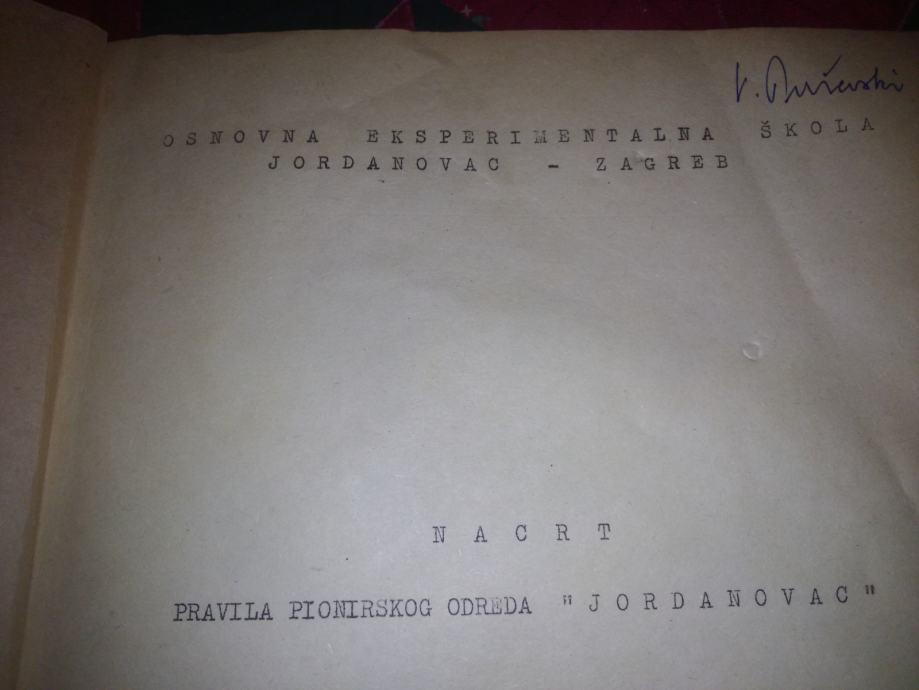 V.
OSNOVNA EKSPERIMENTALNA ŠKOLA
JORDANOVAC - ZAGREB
NACRT
PRAVILA PIONIRSKOG ODREDA "JORDANOVAC"